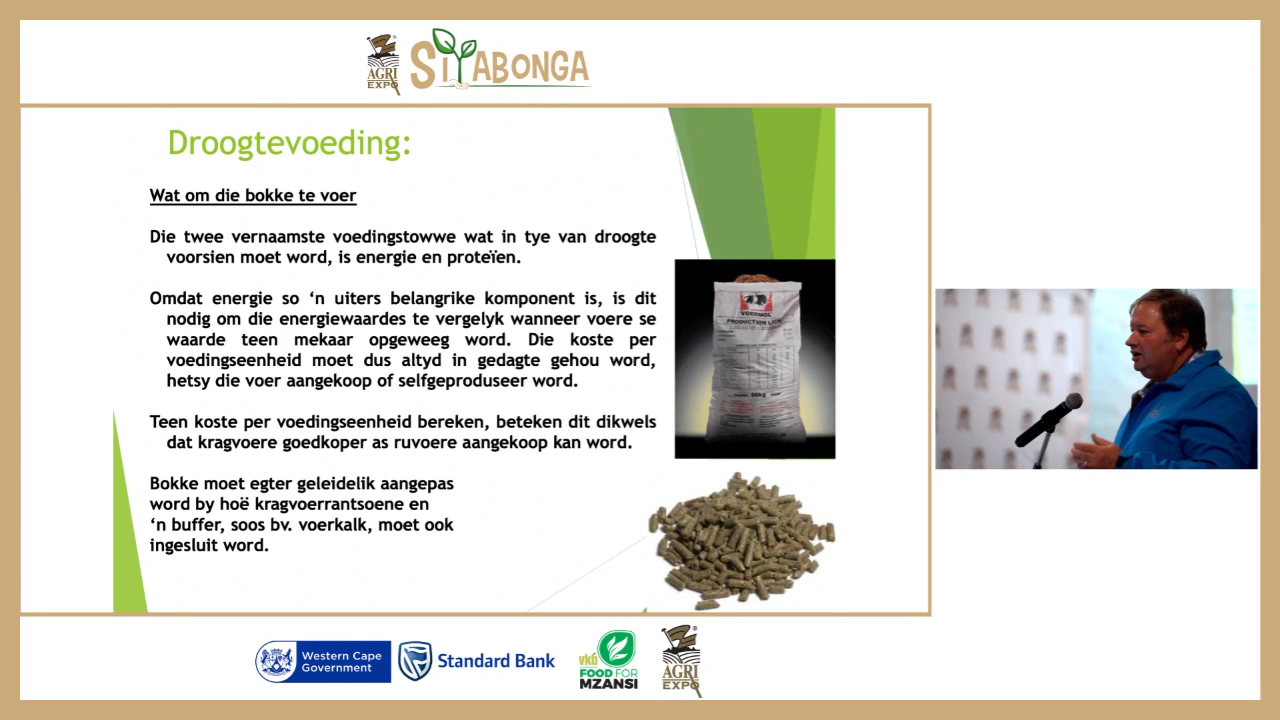 AGRI
EXPO
SIYABONGA
Droogtevoeding:
Wat om die bokke te voer
Die twee vernaamste voedingstowwe wat in tye van droogte
voorsien moet word, is energie en proteïen.
Omdat energie so ‘n uiters belangrike komponent is, is dit
nodig om die energiewaardes te vergelyk wanneer voere se
waarde teen mekaar opgeweeg word. Die koste per
voedingseenheid moet dus altyd in gedagte gehou word,
hetsy die voer aangekoop of selfgeproduseer word.
Teen koste per voedingseenheid bereken, beteken dit dikwels
dat kragvoere goedkoper as ruvoere aangekoop kan word.
Bokke moet egter geleidelik aangepas
word by hoë kragvoerrantsoene en
‘n buffer, soos bv. voerkalk, moet ook
ingesluit word.
VOERMOL
PRODUCTION LICK
50kg
Western Cape
Government
Standard Bank
vkb
FOOD FOR
MZANSI
AGRI
EXPO